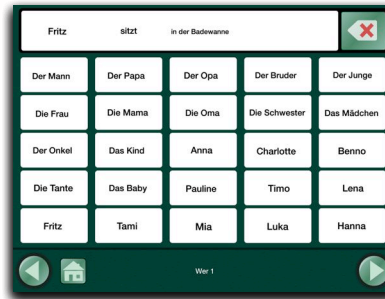 Fritz sitzt in der Badewanne
Der Mann Der Papa Der Opa Der Bruder Der Junge
Die Frau Die Mama Die Oma Die Schwester Das Mädchen
Der Onkel Das Kind Anna Charlotte Benno
Die Tante Das Baby Pauline Timo Lena
Fritz Tami Mia Luka Hanna
Wer 1